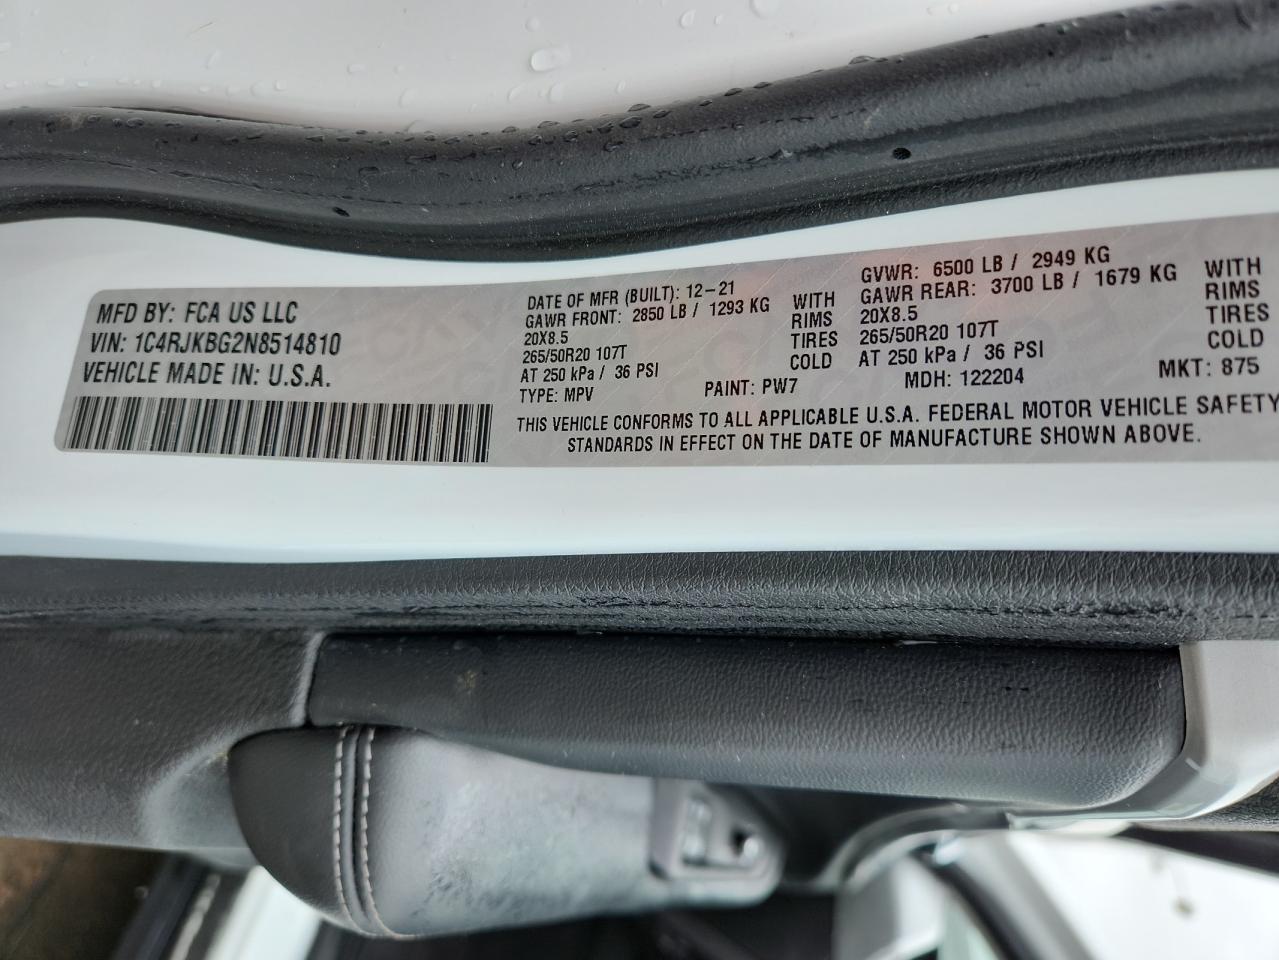 MFD BY: FCA US LLC
VIN: 1C4RJKBG2N8514810
VEHICLE MADE IN: U.S.A.
DATE OF MFR (BUILT): 12-21
GAWR FRONT: 2850 LB / 1293 KG WITH
20X8.5 RIMS
265/50R20 107T TIRES
AT 250 kPa / 36 PSI COLD
GVWR: 6500 LB / 2949 KG
GAWR REAR: 3700 LB / 1679 KG WITH
20X8.5 RIMS
265/50R20 107T TIRES
AT 250 kPa / 36 PSI COLD
TYPE: MPV PAINT: PW7 MDH: 122204 MKT: 875
THIS VEHICLE CONFORMS TO ALL APPLICABLE U.S.A. FEDERAL MOTOR VEHICLE SAFETY
STANDARDS IN EFFECT ON THE DATE OF MANUFACTURE SHOWN ABOVE.